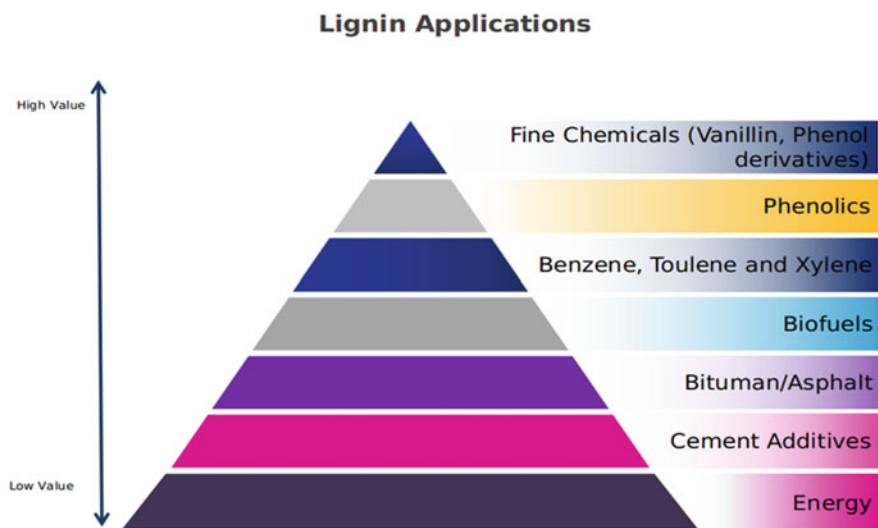 Lignin Applications
High Value
Fine Chemicals (Vanillin, Phenol
derivatives)
Phenolics
Benzene, Toulene and Xylene
Biofuels
Bituman/Asphalt
Cement Additives
Low Value
Energy